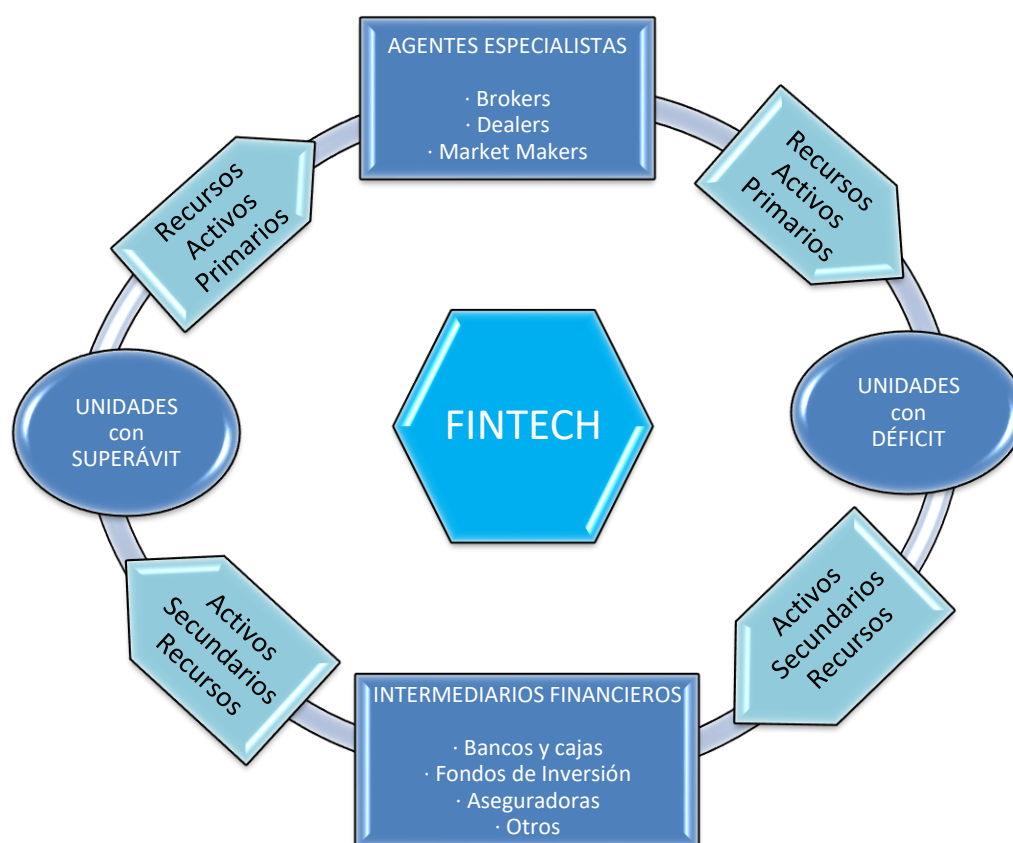 AGENTES ESPECIALISTAS
· Brokers
· Dealers
· Market Makers
Recursos
Activos
Primarios
Recursos
Activos
Primarios
UNIDADES
con
SUPERÁVIT
FINTECH
UNIDADES
con
DÉFICIT
Activos
Secundarios
Recursos
Activos
Secundarios
Recursos
INTERMEDIARIOS FINANCIEROS
· Bancos y cajas
· Fondos de Inversión
· Aseguradoras
· Otros